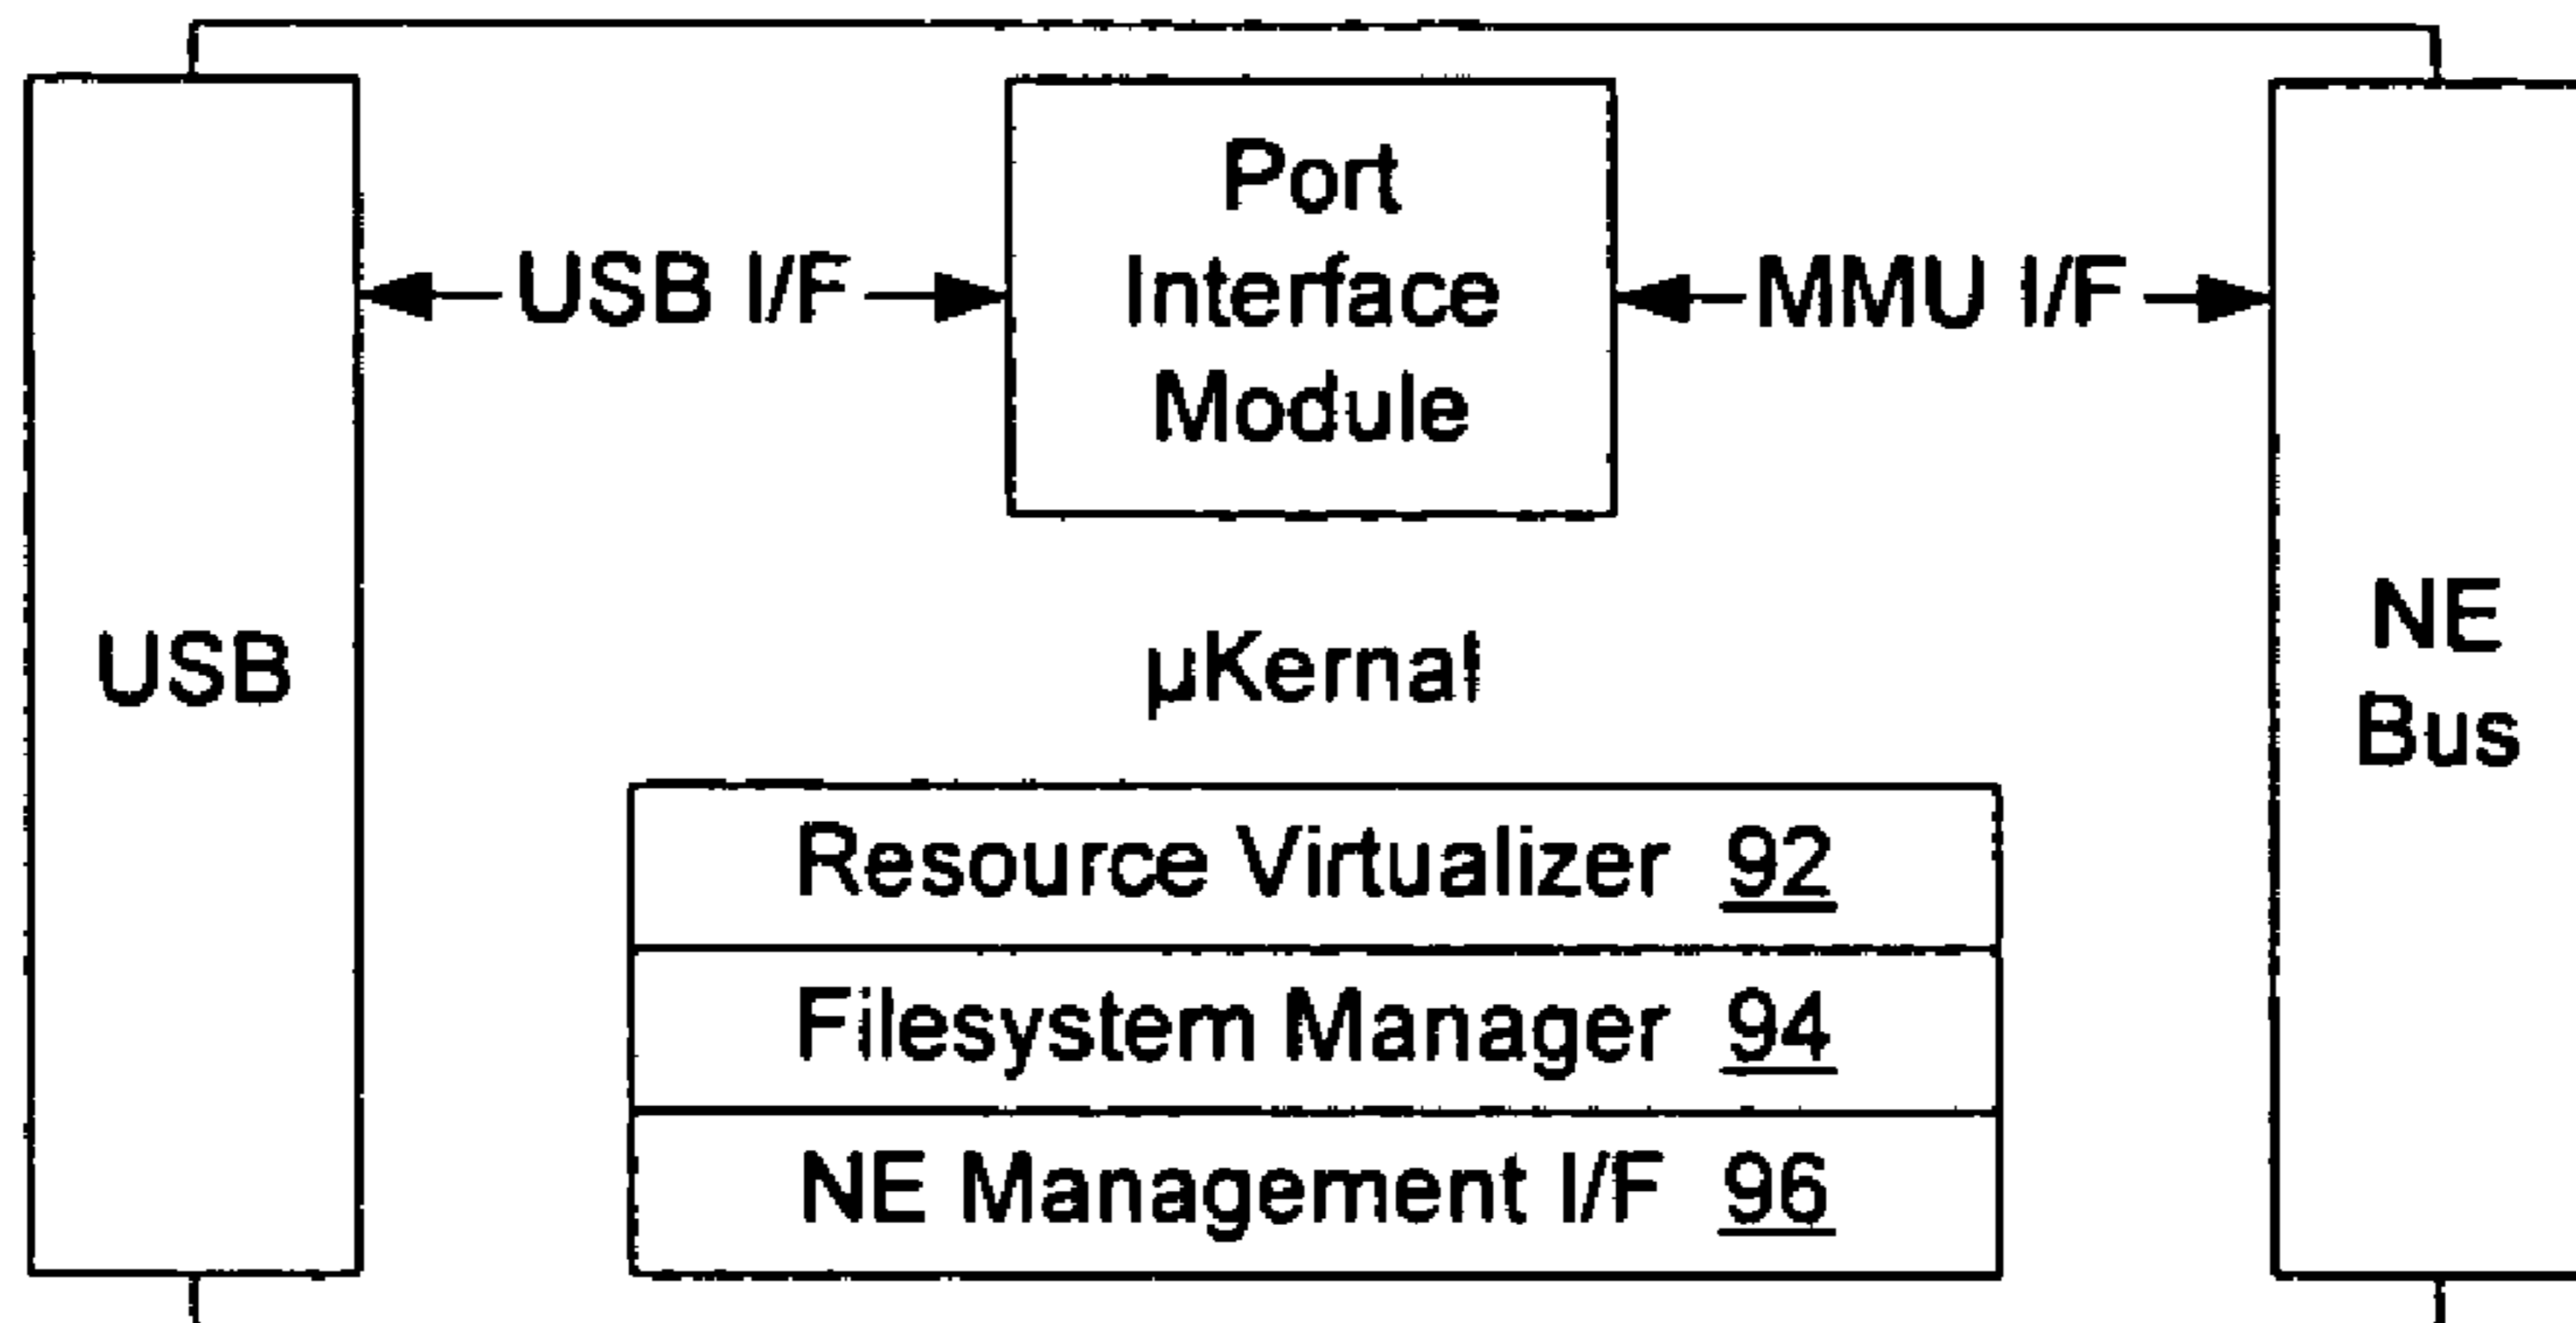 Port
Interface
Module
USB I/F
MMU I/F
USB
µKernal
NE
Bus
Resource Virtualizer 92
Filesystem Manager 94
NE Management I/F 96